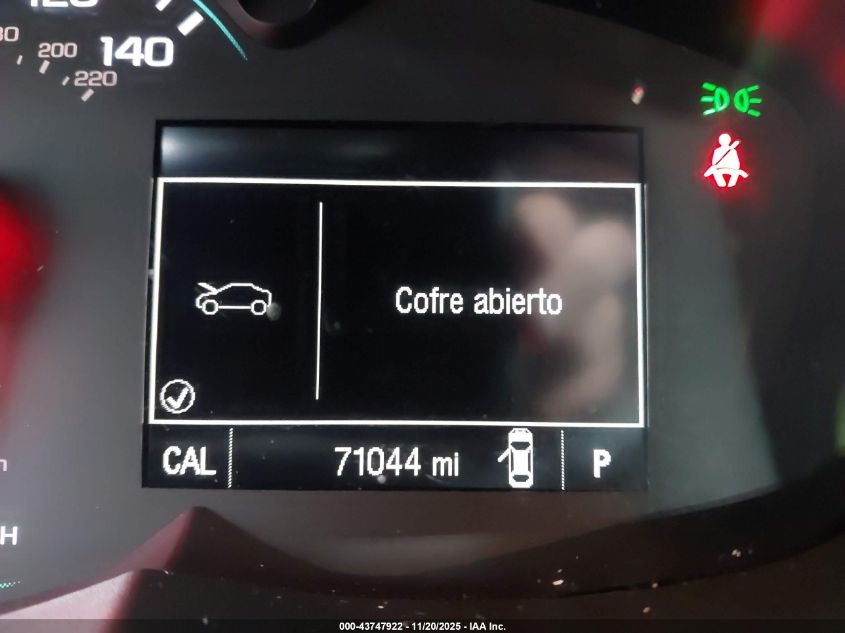 140
200
220
Cofre abierto
CAL
71044 mi
P
H
000-43747922 - 11/20/2025 - IAA Inc.